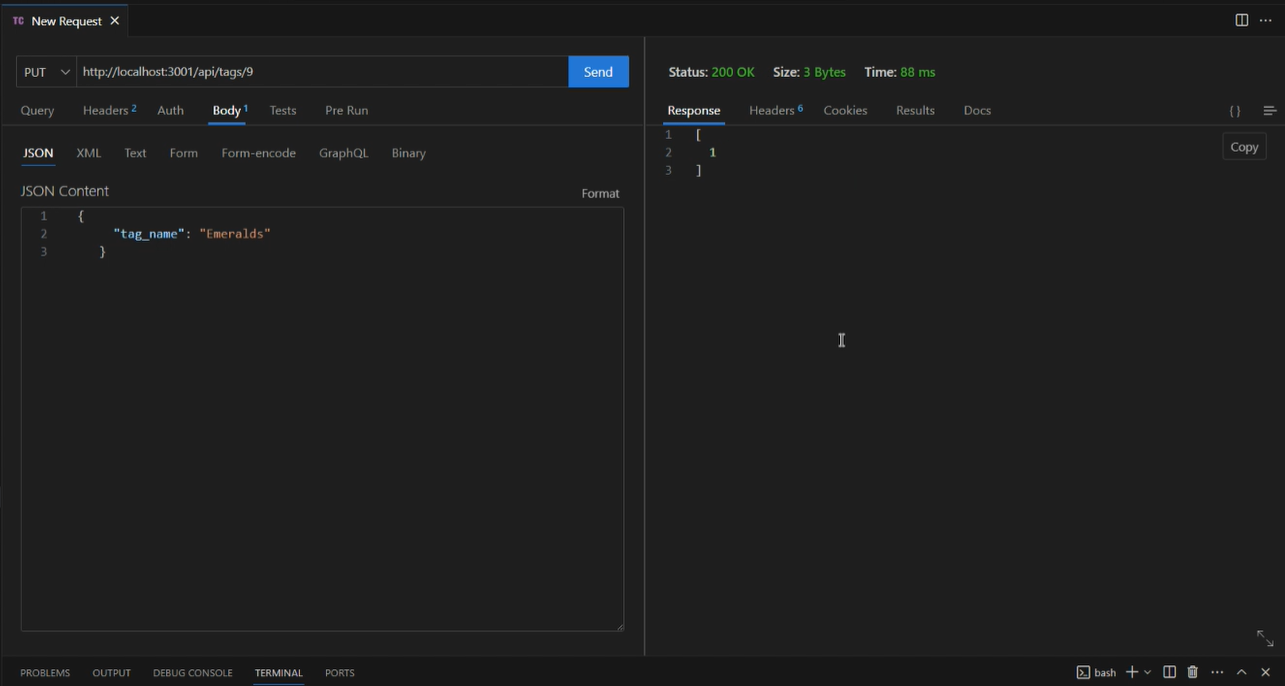 TC New Request
PUT http://localhost:3001/api/tags/9 Send
Query Headers 2 Auth Body 1 Tests Pre Run
JSON XML Text Form Form-encode GraphQL Binary
JSON Content Format
1 {
2 "tag_name": "Emeralds"
3 }
Status: 200 OK Size: 3 Bytes Time: 88 ms
Response Headers 6 Cookies Results Docs { }
1 [
2 1
3 ]
Copy
PROBLEMS OUTPUT DEBUG CONSOLE TERMINAL PORTS bash